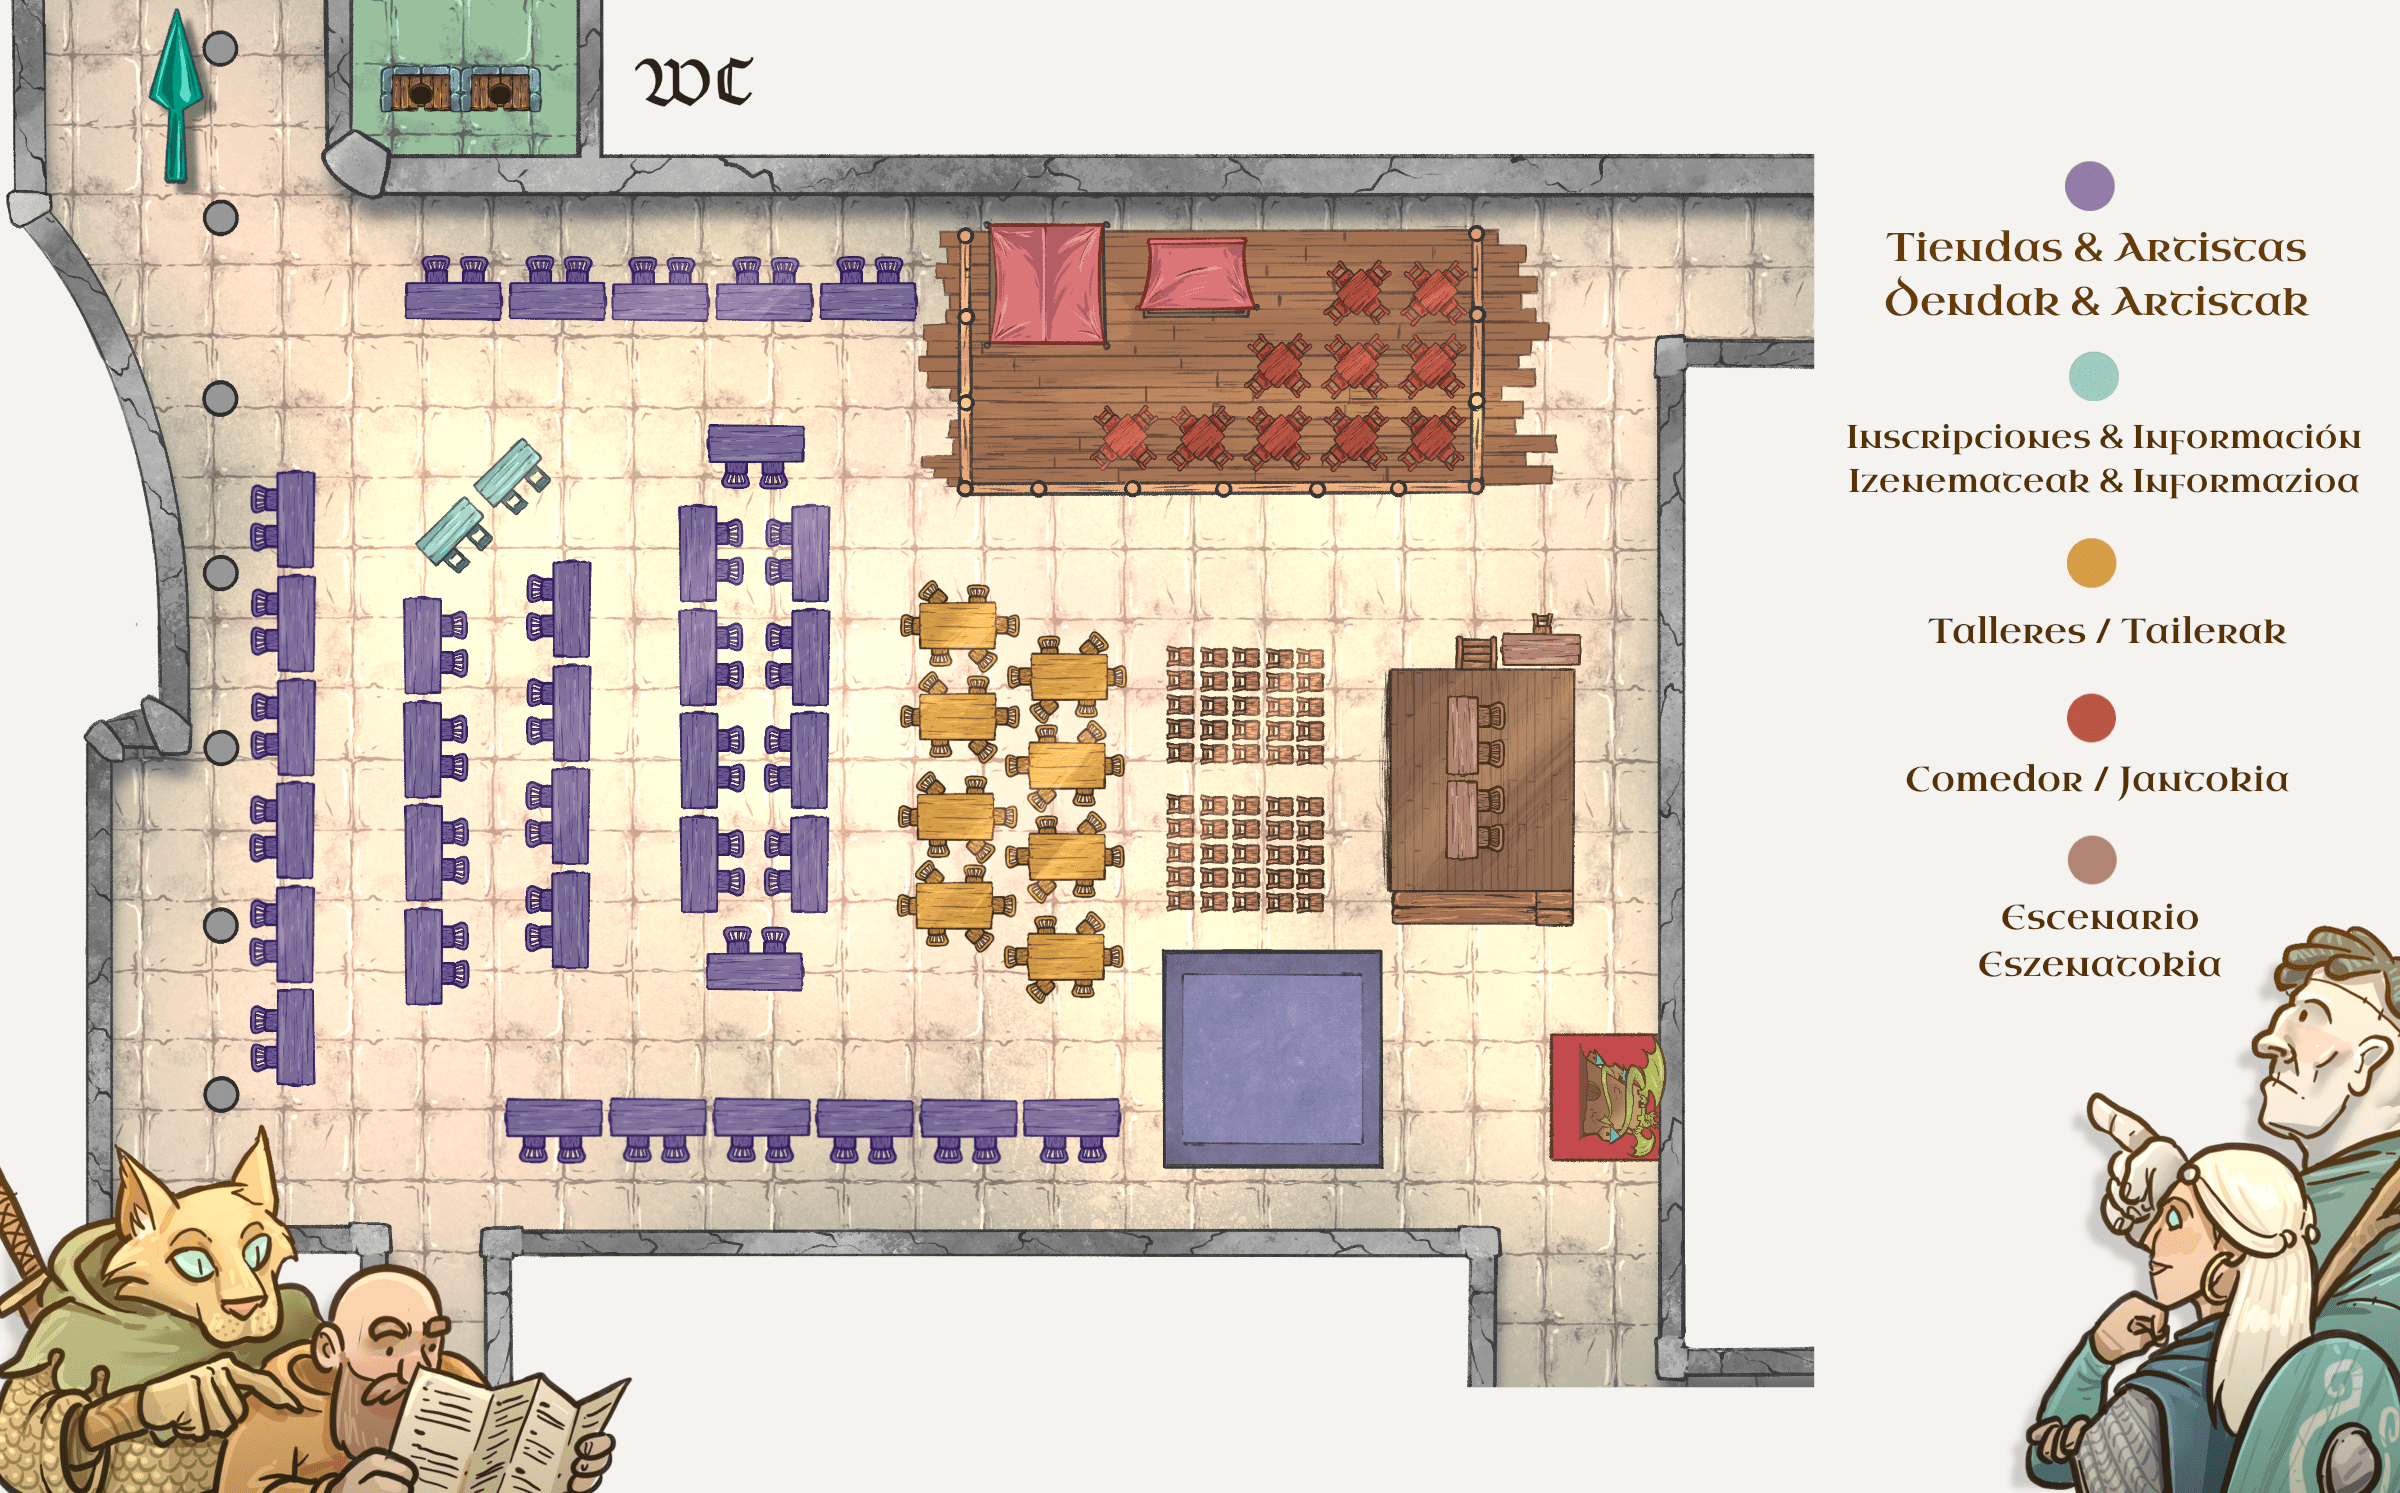 WC
Tiendas & Artistas
Dendak & Artistak
Inscripciones & Información
Izenemateak & Informazioa
Talleres / Tailerak
Comedor / Jantokia
Escenario
Eszenatokia